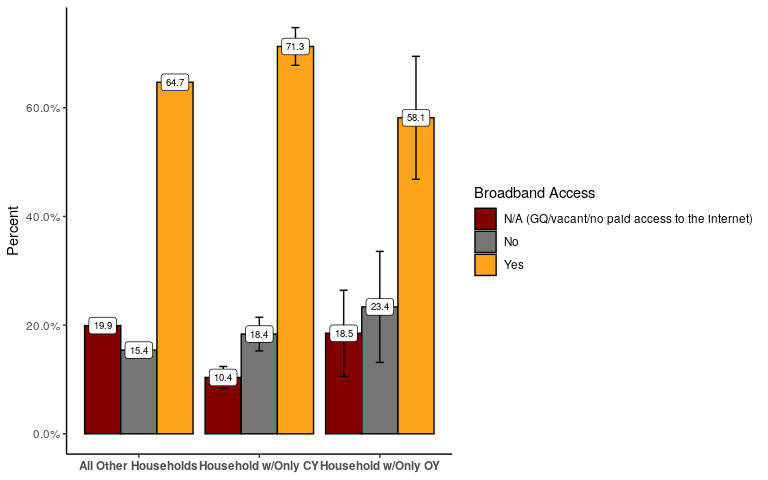 Percent
60.0%
40.0%
20.0%
0.0%
19.9
15.4
64.7
10.4
18.4
71.3
18.5
23.4
58.1
All Other Households
Household w/Only CY
Household w/Only OY
Broadband Access
N/A (GQ/vacant/no paid access to the internet)
No
Yes